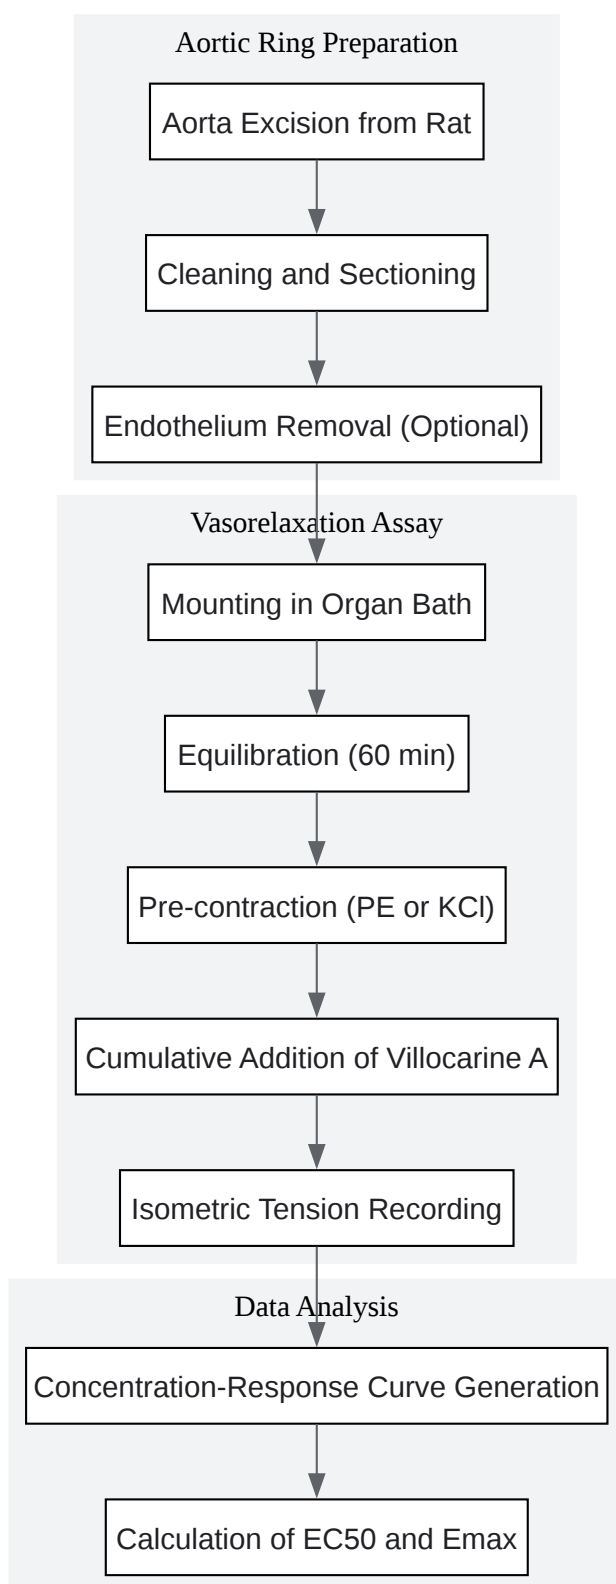 Aortic Ring Preparation
Aorta Excision from Rat
Cleaning and Sectioning
Endothelium Removal (Optional)
Vasorelaxation Assay
Mounting in Organ Bath
Equilibration (60 min)
Pre-contraction (PE or KCl)
Cumulative Addition of Villocarine A
Isometric Tension Recording
Data Analysis
Concentration-Response Curve Generation
Calculation of EC50 and Emax